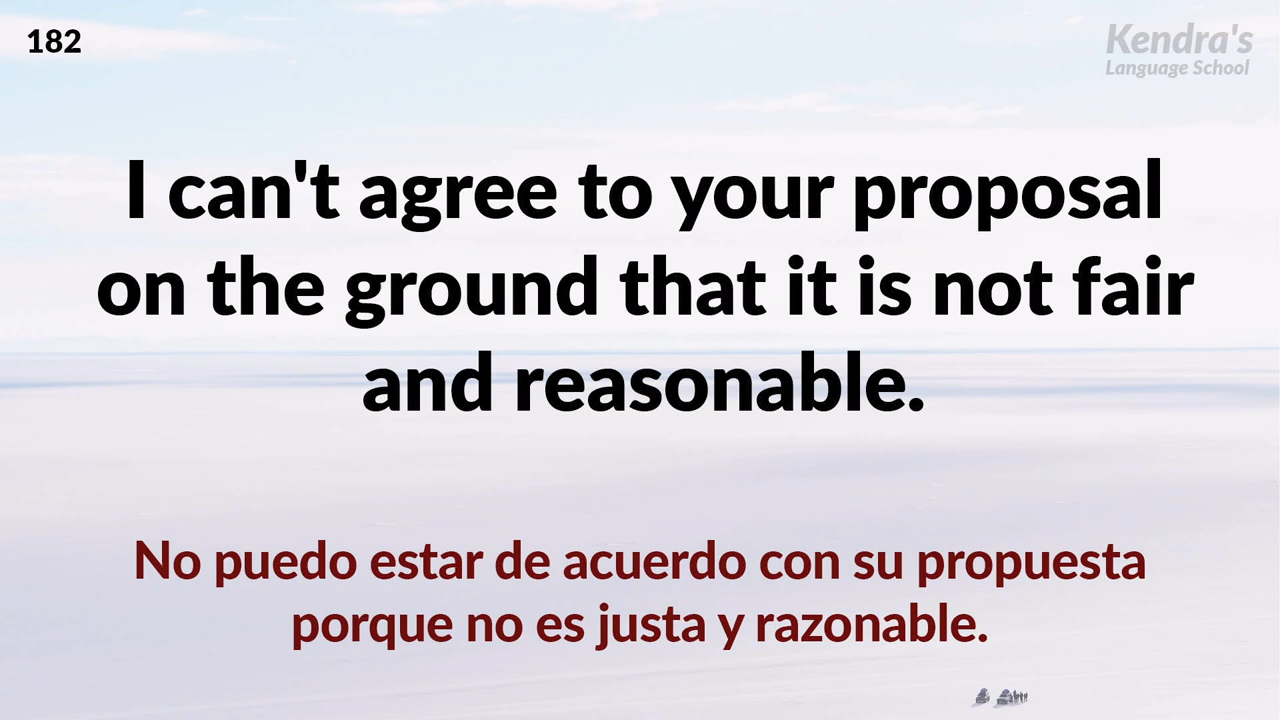 182
Kendra's
Language School
I can't agree to your proposal
on the ground that it is not fair
and reasonable.
No puedo estar de acuerdo con su propuesta
porque no es justa y razonable.